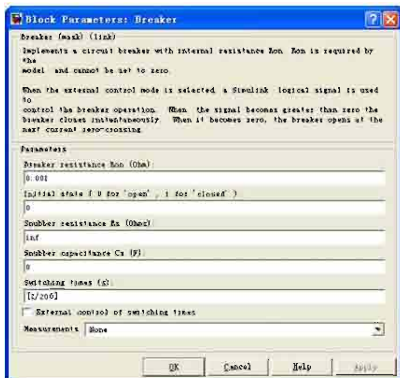 Block Parameters: Breaker
Breaker (mask) (link)
Implements a circuit breaker with internal resistance Ron. Ron is required by
the
model and cannot be set to zero.
When the external control mode is selected, a Simulink logical signal is used
to
control the breaker operation. When the signal becomes greater than zero the
breaker closes instantaneously. When it becomes zero, the breaker opens at the
next current zero-crossing.
Parameters
Breaker resistance Ron (Ohm):
0.001
Initial state ( 0 for 'open' , 1 for 'closed' )
0
Snubber resistance Rs (Ohms):
inf
Snubber capacitance Cs (F):
0
Switching times (s):
External control of switching times
Measurements None
OK Cancel Help Apply